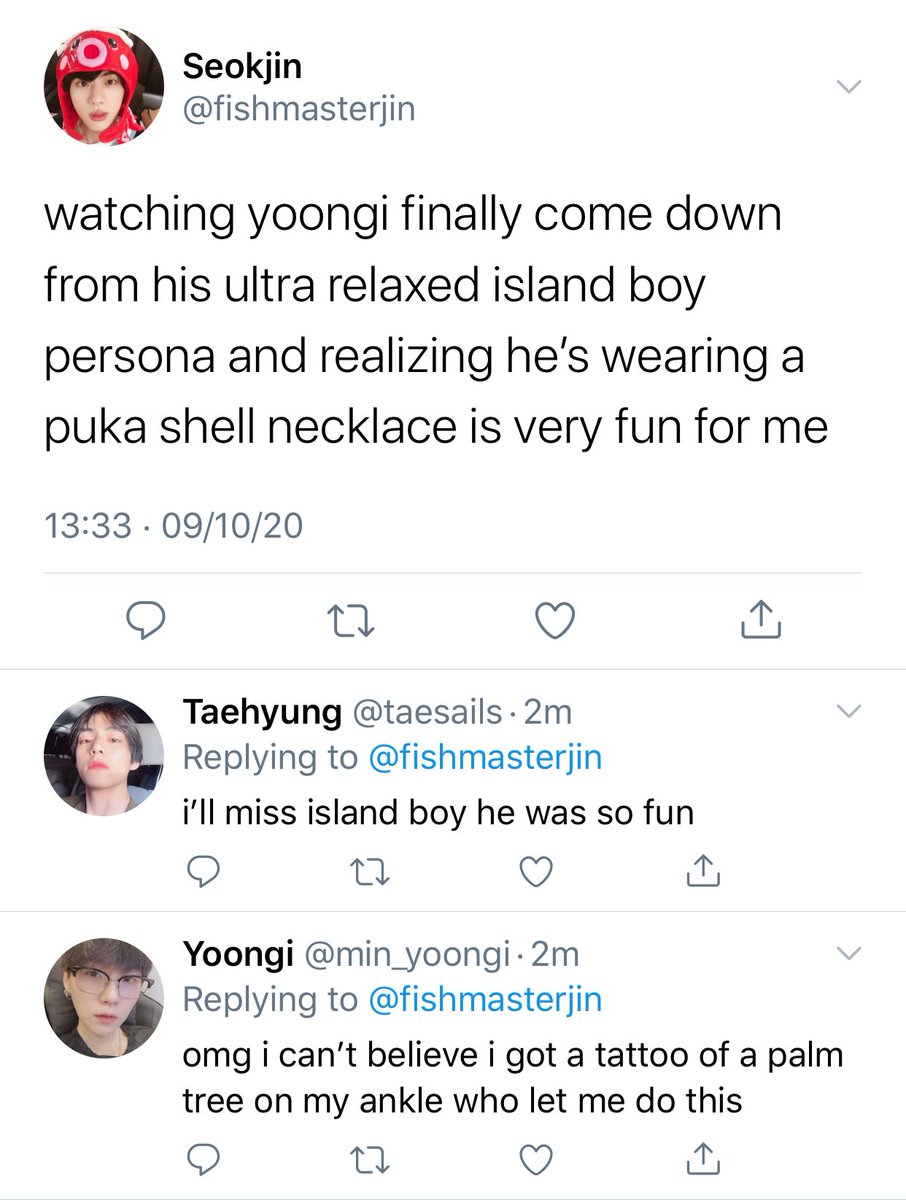 Seokjin
@fishmasterjin
watching yoongi finally come down
from his ultra relaxed island boy
persona and realizing he’s wearing a
puka shell necklace is very fun for me
13:33 · 09/10/20
Taehyung @taesails · 2m
Replying to @fishmasterjin
i’ll miss island boy he was so fun
Yoongi @min_yoongi · 2m
Replying to @fishmasterjin
omg i can’t believe i got a tattoo of a palm
tree on my ankle who let me do this